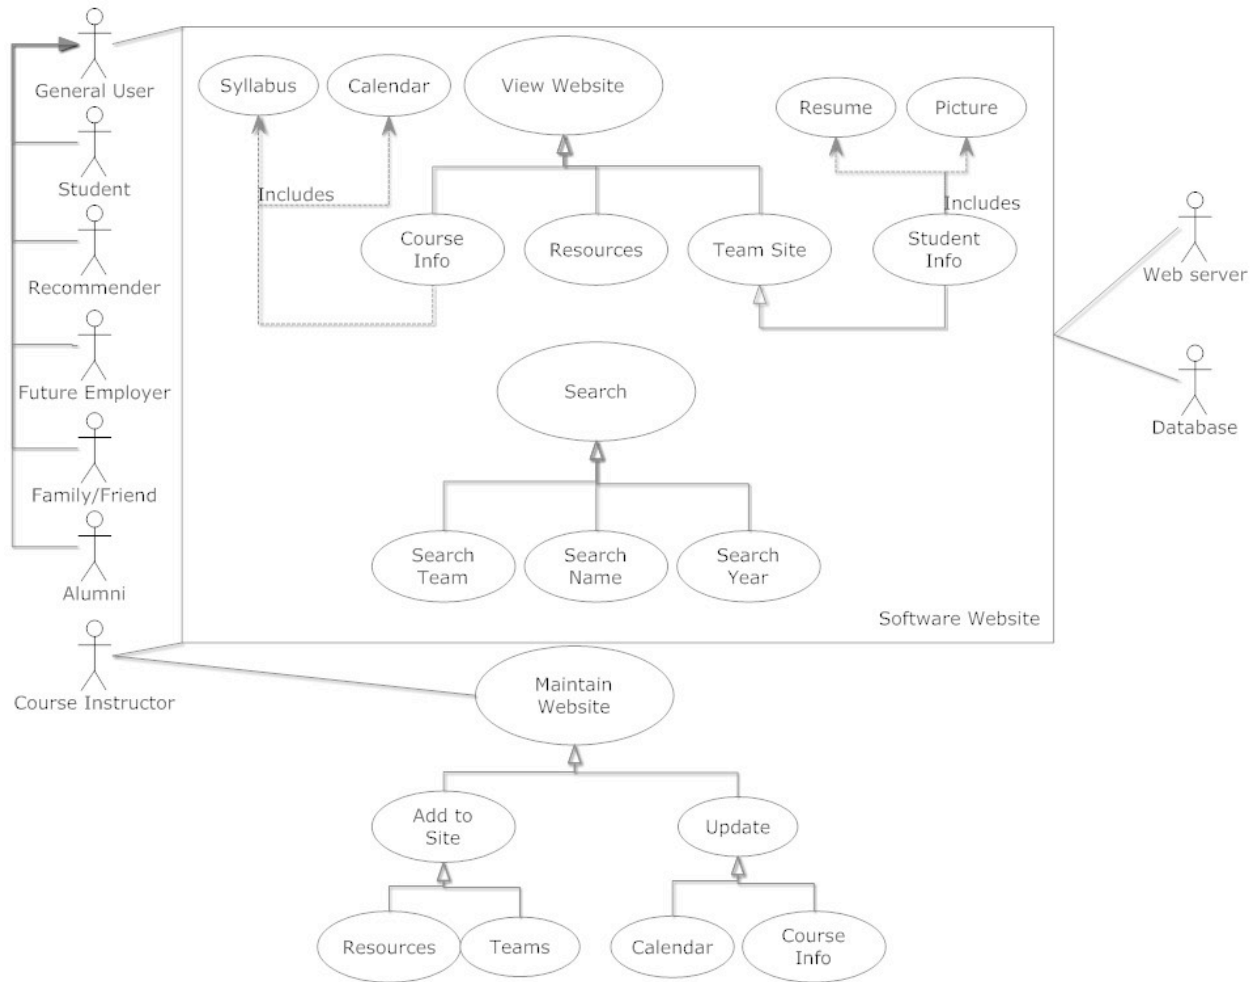 General User
Student
Recommender
Future Employer
Family/Friend
Alumni
Course Instructor
Syllabus
Calendar
View Website
Resume
Picture
Includes
Includes
Course
Info
Resources
Team Site
Student
Info
Search
Search
Team
Search
Name
Search
Year
Software Website
Web server
Database
Maintain
Website
Add to
Site
Update
Resources
Teams
Calendar
Course
Info